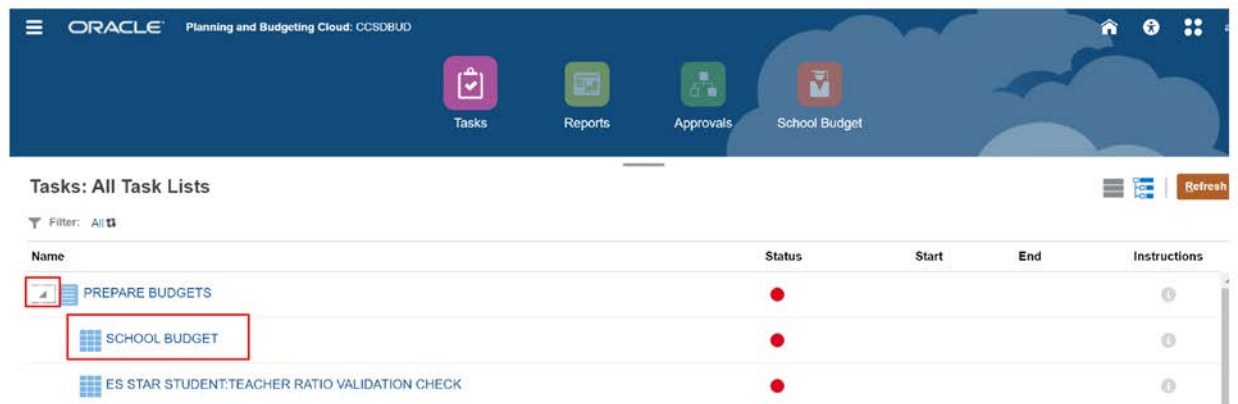 ORACLE Planning and Budgeting Cloud: CCSDBUD
Tasks Reports Approvals School Budget
Tasks: All Task Lists
Refresh
Filter: All
Name Status Start End Instructions
PREPARE BUDGETS
SCHOOL BUDGET
ES STAR STUDENT:TEACHER RATIO VALIDATION CHECK